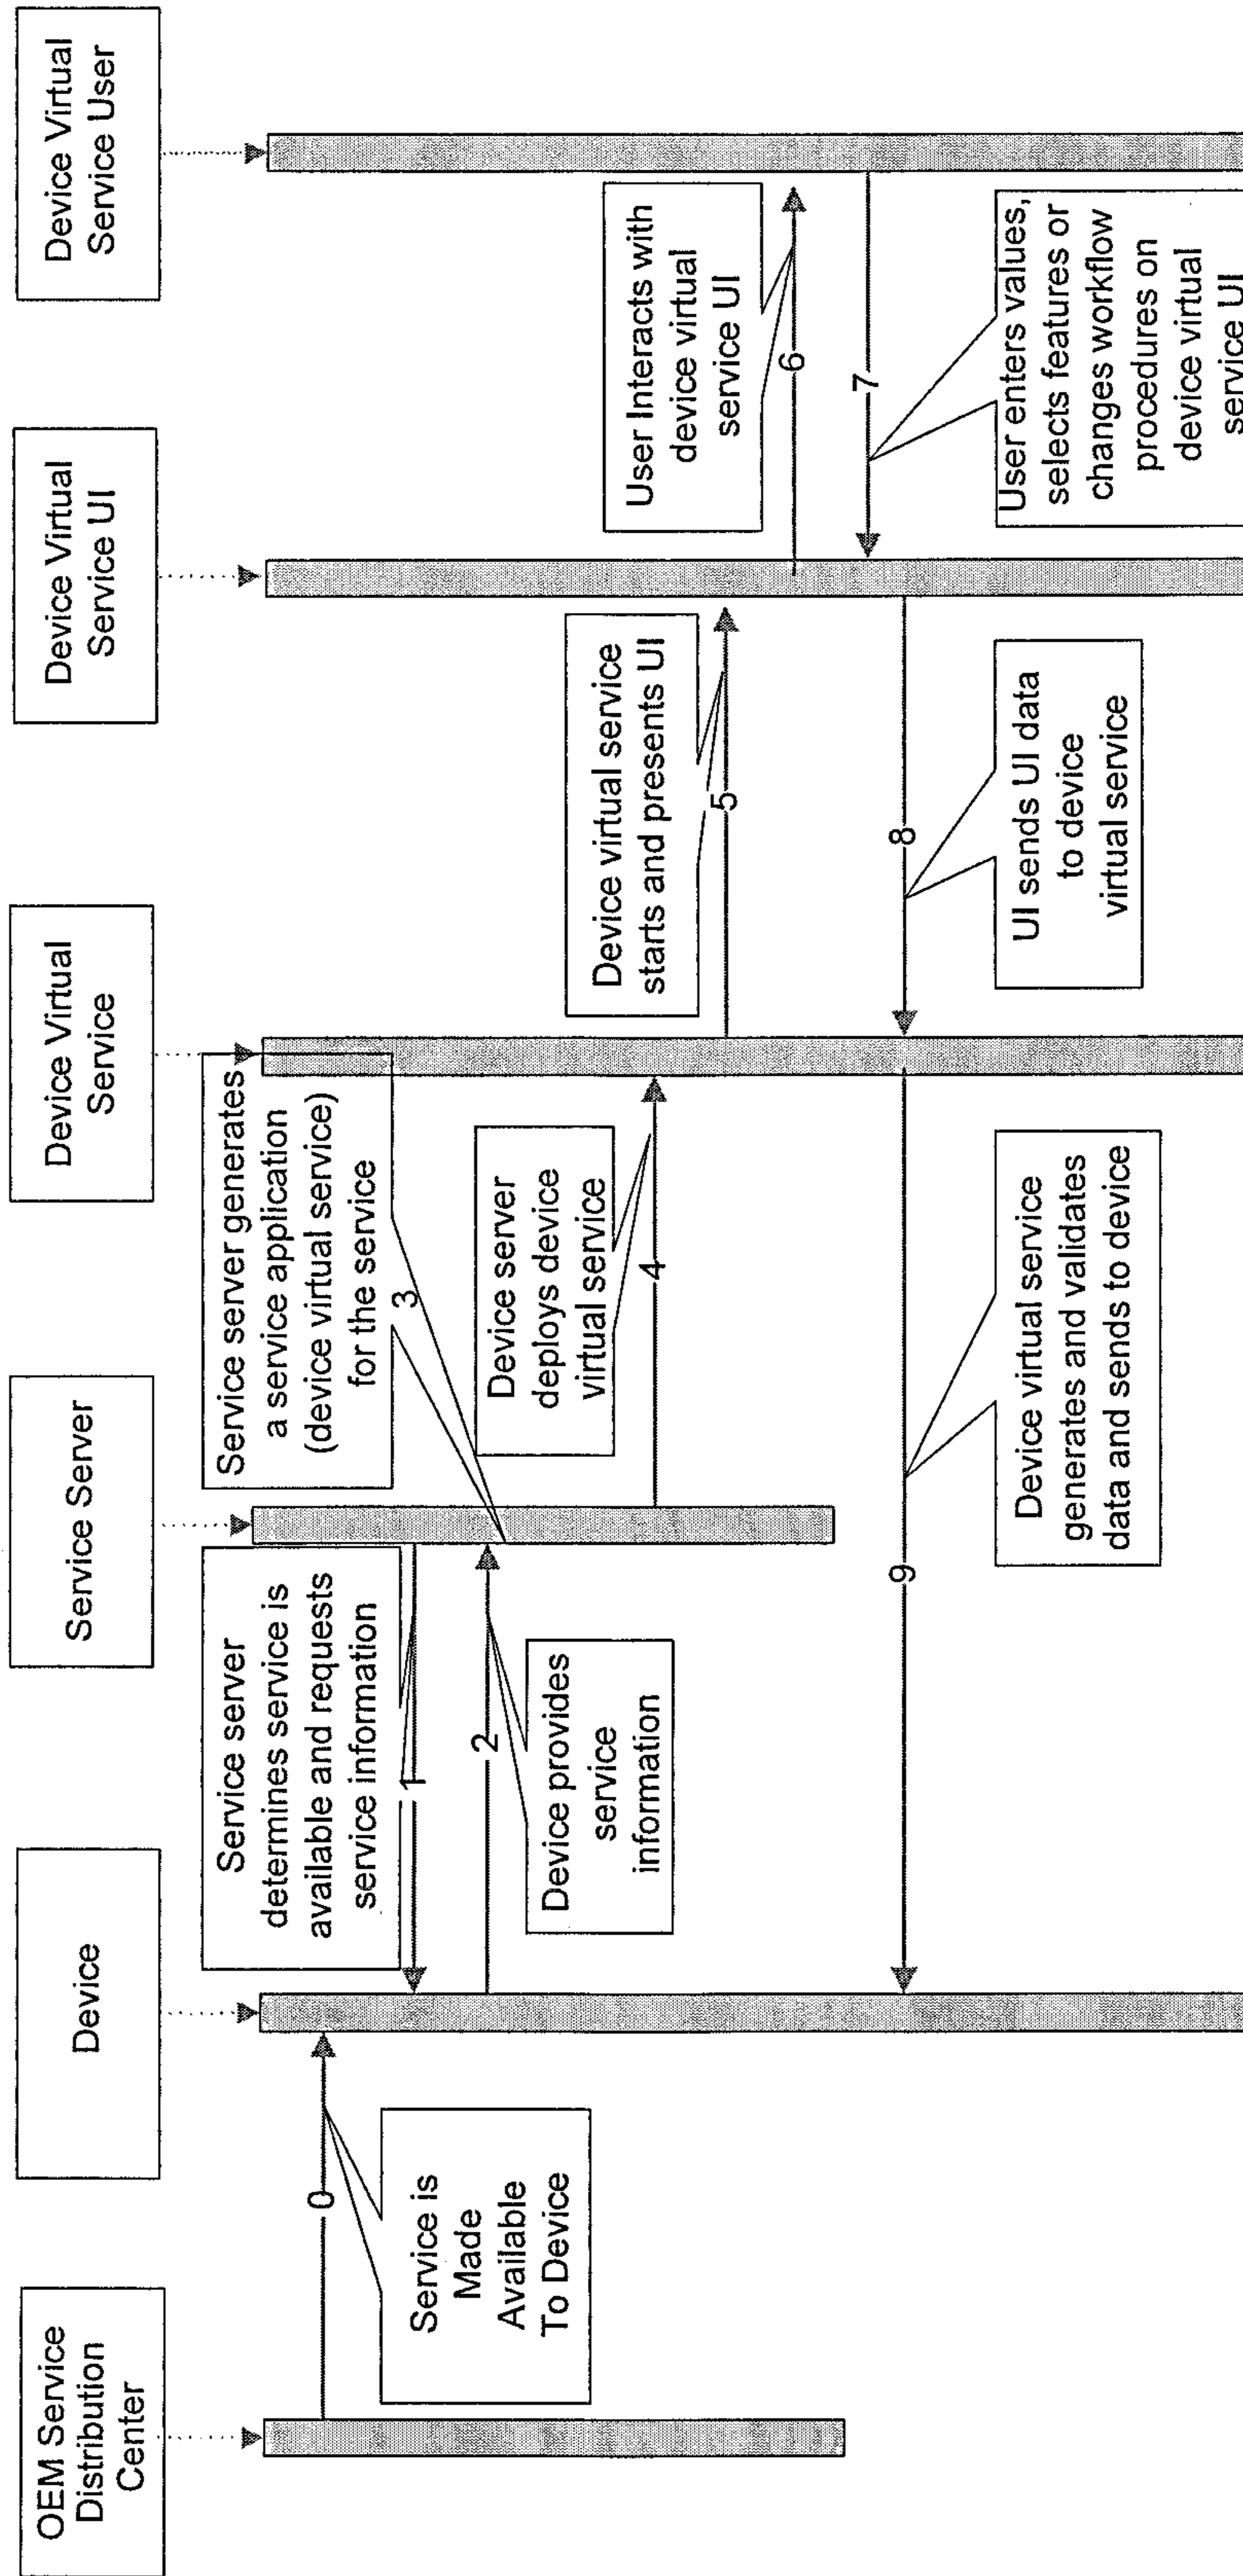 OEM Service
Distribution
Center
Device
Service Server
Device Virtual
Service
Device Virtual
Service UI
Device Virtual
Service User
0
Service is
Made
Available
To Device
Service server
determines service is
available and requests
service information
1
2
Device provides
service
information
Service server generates
a service application
(device virtual service)
for the service
3
Device server
deploys device
virtual service
4
Device virtual service
starts and presents UI
5
User Interacts with
device virtual
service UI
6
7
User enters values,
selects features or
changes workflow
procedures on
device virtual
service UI
8
UI sends UI data
to device
virtual service
9
Device virtual service
generates and validates
data and sends to device